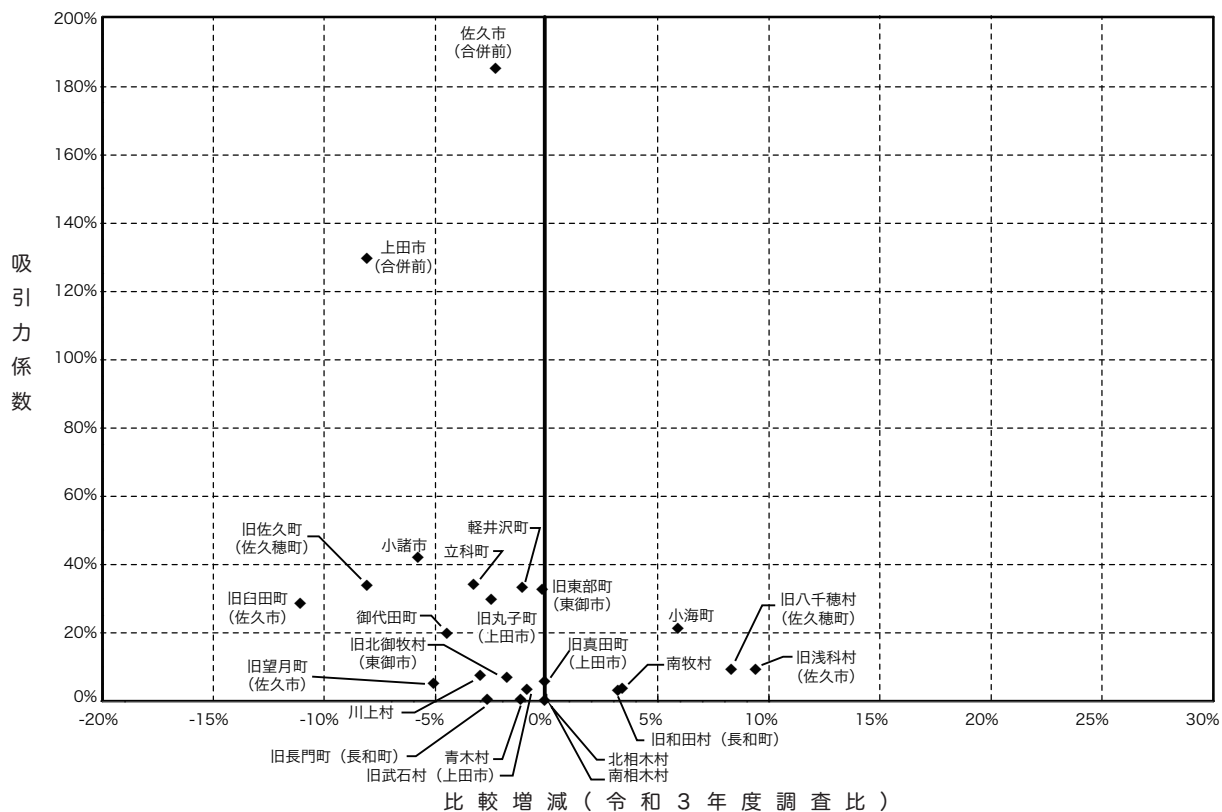 200%
180%
160%
140%
120%
100%
80%
60%
40%
20%
0%
吸引力係数
佐久市
（合併前）
上田市
（合併前）
旧佐久町
（佐久穂町）
小諸市
立科町
軽井沢町
旧臼田町
（佐久市）
御代田町
旧丸子町
（上田市）
旧東部町
（東御市）
小海町
旧八千穂村
（佐久穂町）
旧望月町
（佐久市）
旧北御牧村
（東御市）
旧真田町
（上田市）
南牧村
旧浅科村
（佐久市）
川上村
旧長門町（長和町）
青木村
旧武石村（上田市）
旧和田村（長和町）
北相木村
南相木村
-20%
-15%
-10%
-5%
0%
5%
10%
15%
20%
25%
30%
比較増減（令和３年度調査比）